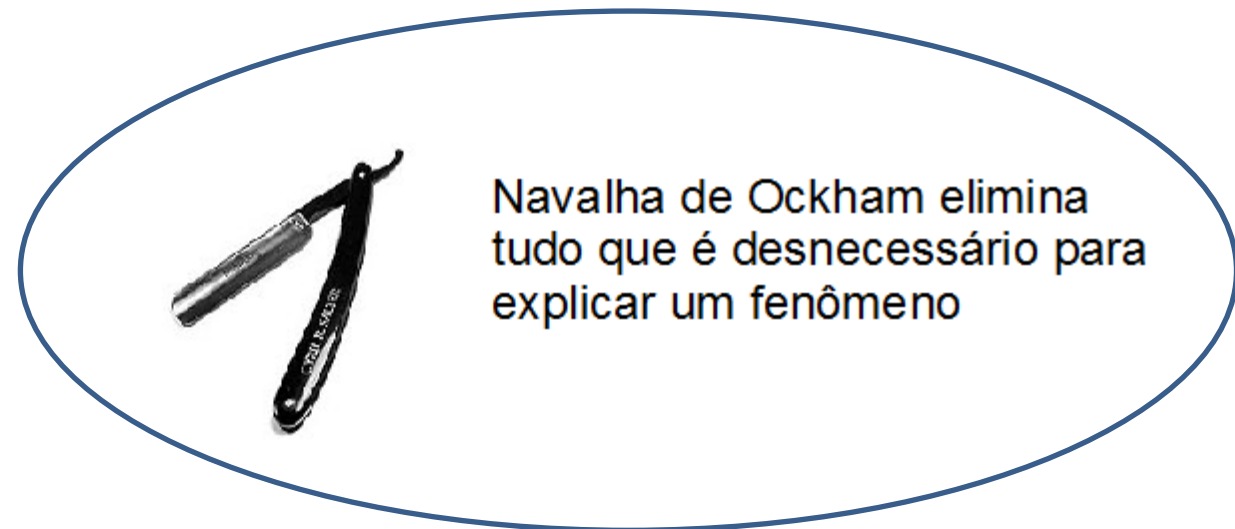 Navalha de Ockham elimina
tudo que é desnecessário para
explicar um fenômeno